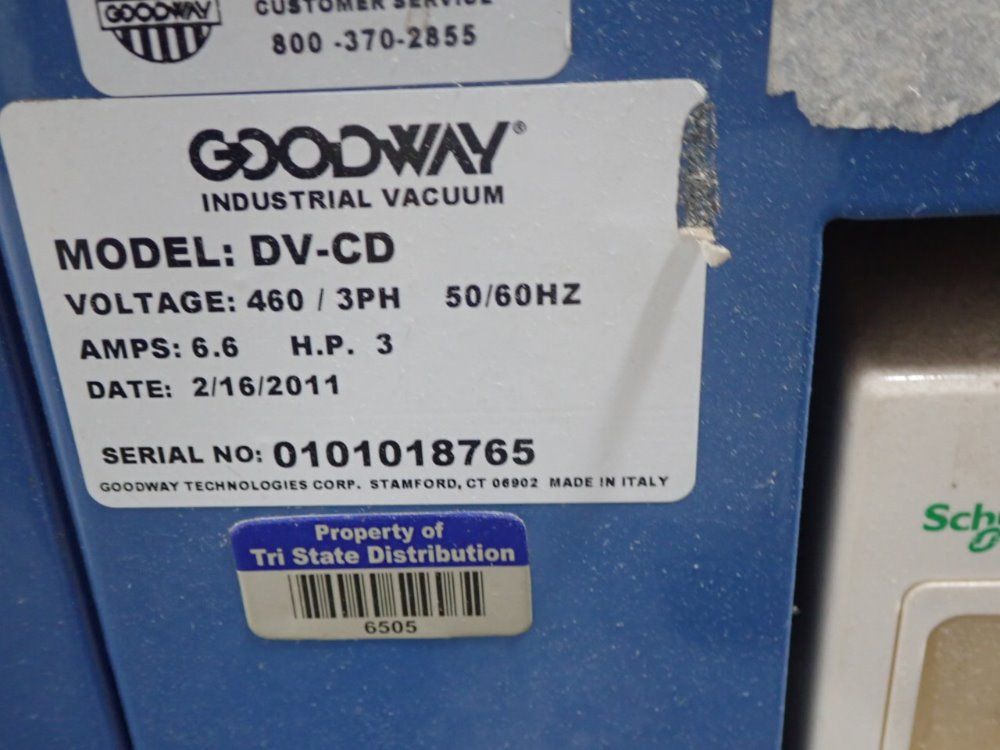 GOODWAY
CUSTOMER SERVICE
800 -370-2855
GOODWAY®
INDUSTRIAL VACUUM
MODEL: DV-CD
VOLTAGE: 460 / 3PH 50/60HZ
AMPS: 6.6 H.P. 3
DATE: 2/16/2011
SERIAL NO: 0101018765
GOODWAY TECHNOLOGIES CORP. STAMFORD, CT 06902 MADE IN ITALY
Property of
Tri State Distribution
6505
Sch